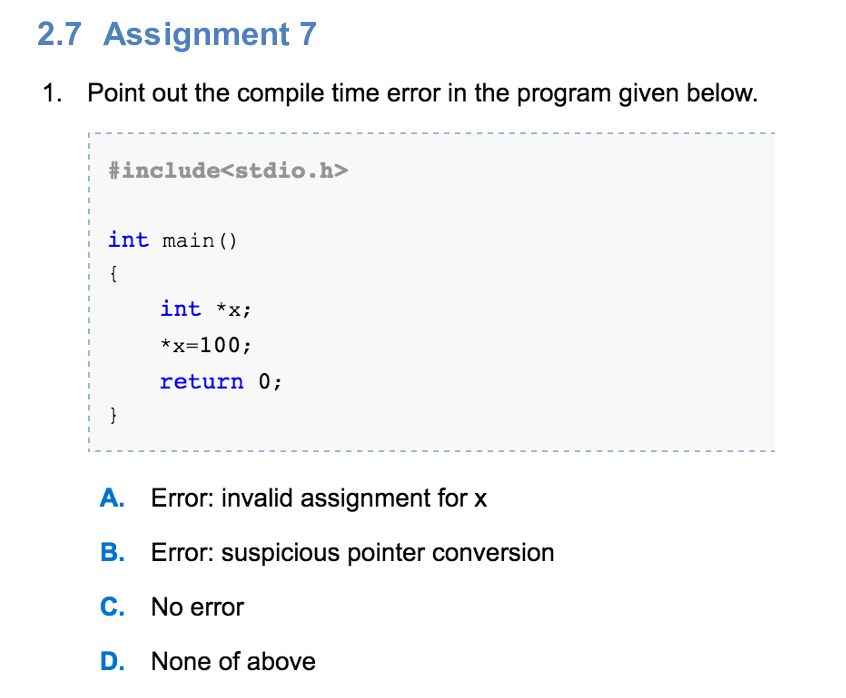 2.7 Assignment 7
1. Point out the compile time error in the program given below.
#include<stdio.h>
int main()
{
int *x;
*x=100;
return 0;
}
A. Error: invalid assignment for x
B. Error: suspicious pointer conversion
C. No error
D. None of above